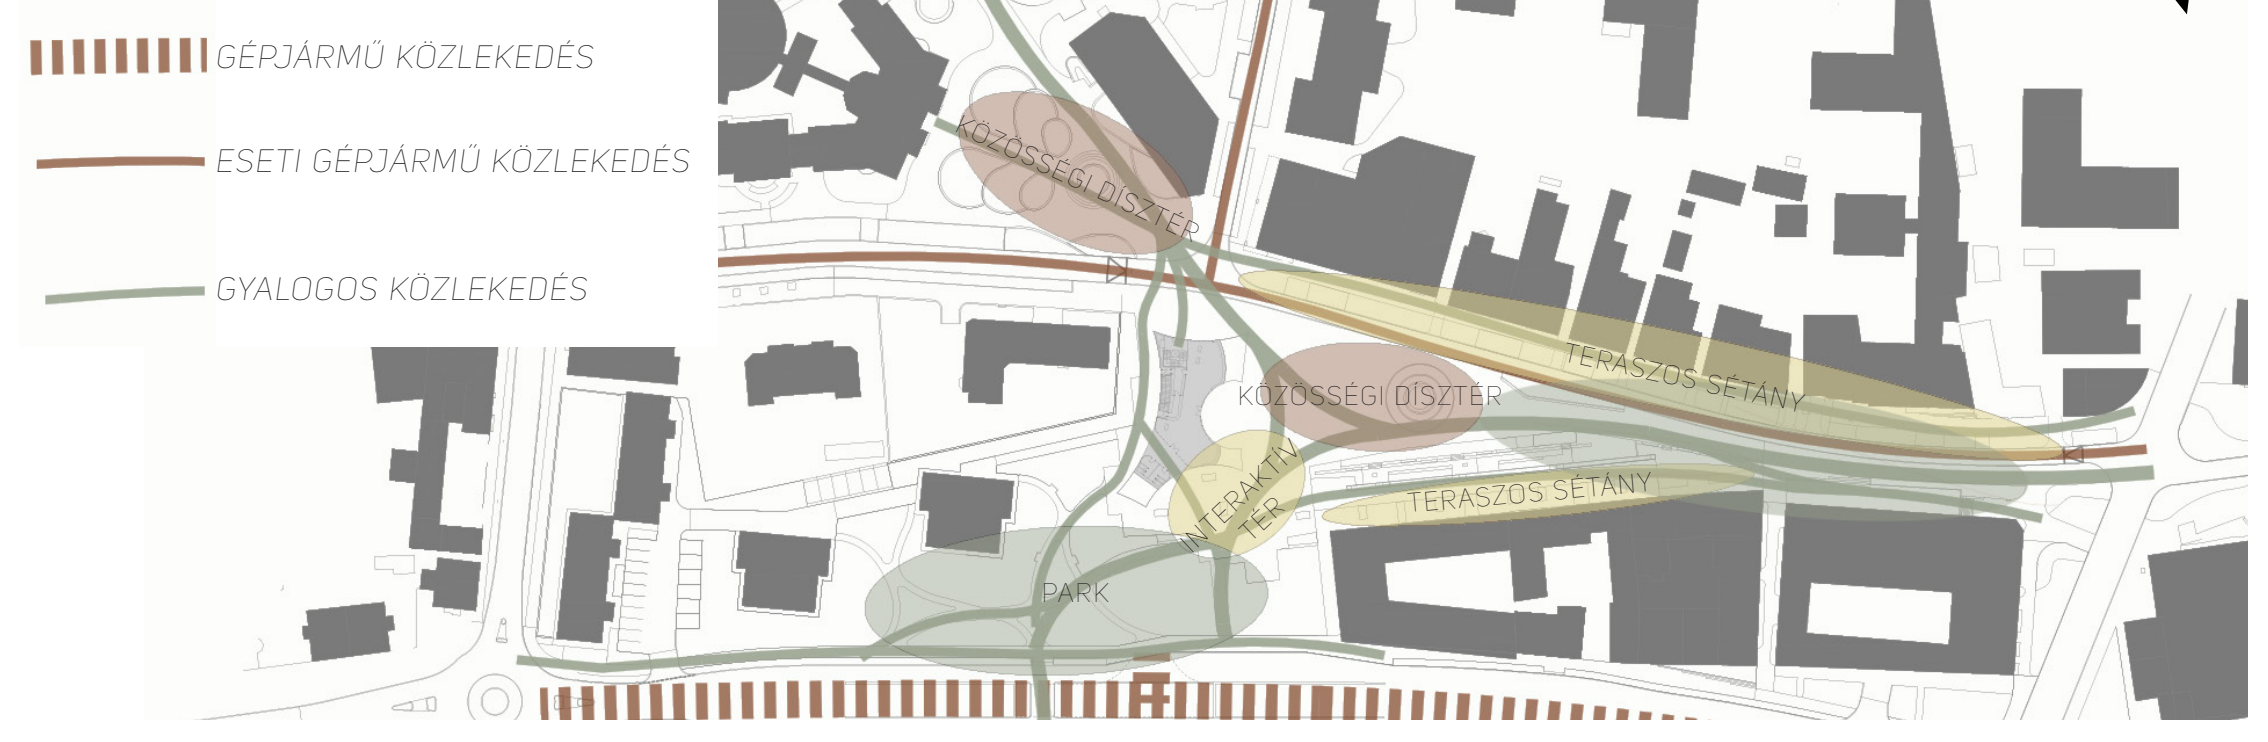 GÉPJÁRMŰ KÖZLEKEDÉS
ESETI GÉPJÁRMŰ KÖZLEKEDÉS
GYALOGOS KÖZLEKEDÉS
KÖZÖSSÉGI DÍSZTÉR
TERASZOS SÉTÁNY
KÖZÖSSÉGI DÍSZTÉR
INTERAKTÍV
TÉR
TERASZOS SÉTÁNY
PARK